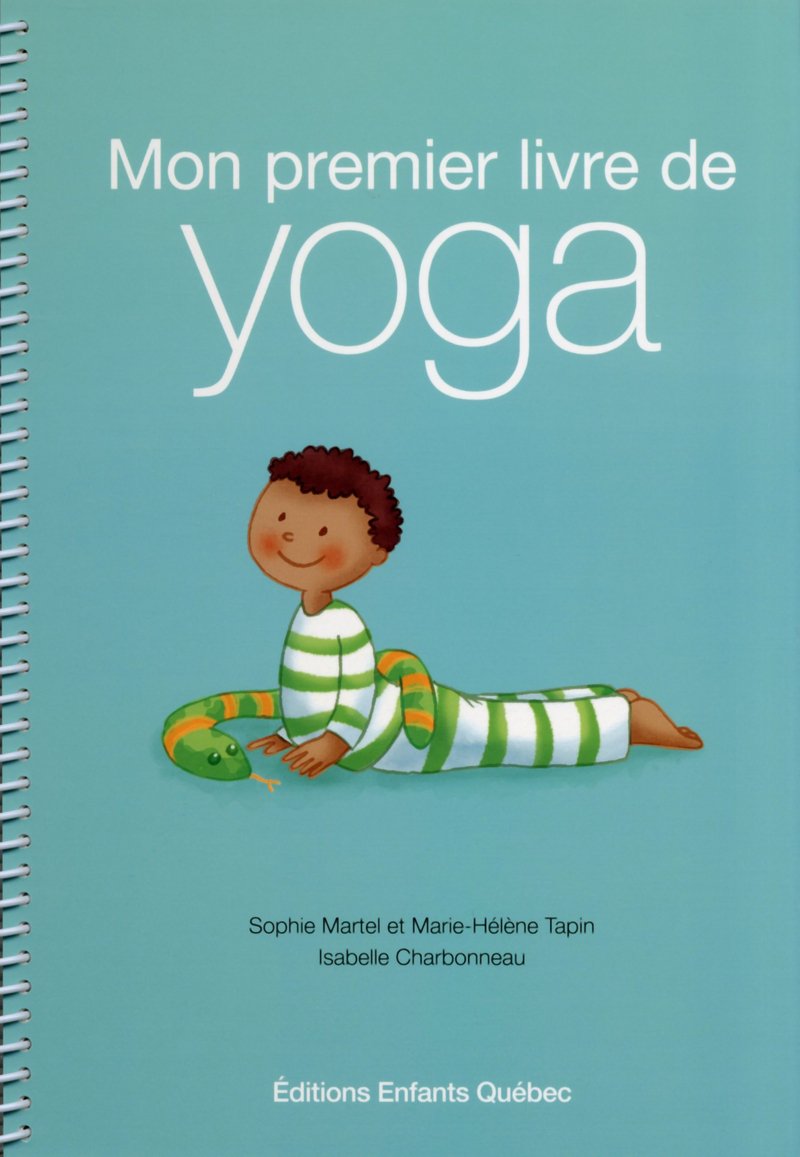 Mon premier livre de
yoga
Sophie Martel et Marie-Hélène Tapin
Isabelle Charbonneau
Éditions Enfants Québec